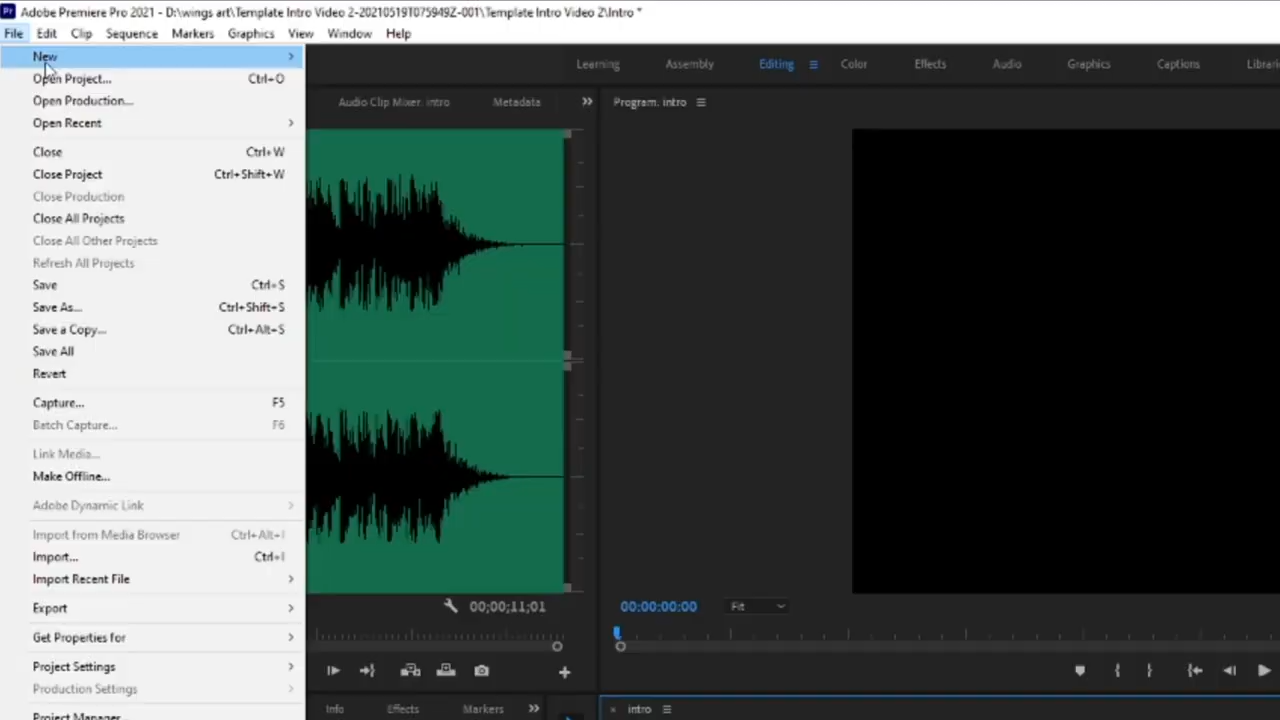 Pr Adobe Premiere Pro 2021 - D:\wings art\Template Intro Video 2-20210519T075949Z-001\Template Intro Video 2\Intro *
File Edit Clip Sequence Markers Graphics View Window Help
New
Open Project... Ctrl+O
Open Production...
Open Recent
Close Ctrl+W
Close Project Ctrl+Shift+W
Close Production
Close All Projects
Close All Other Projects
Refresh All Projects
Save Ctrl+S
Save As... Ctrl+Shift+S
Save a Copy... Ctrl+Alt+S
Save All
Revert
Capture... F5
Batch Capture... F6
Link Media...
Make Offline...
Adobe Dynamic Link
Import from Media Browser Ctrl+Alt+I
Import... Ctrl+I
Import Recent File
Export
Get Properties for
Project Settings
Production Settings
Project Manager...
Learning Assembly Editing Color Effects Audio Graphics Captions Librari
Audio Clip Mixer: intro Metadata
Program: intro
00;00;11;01
00:00:00:00 Fit
Info Effects Markers
intro